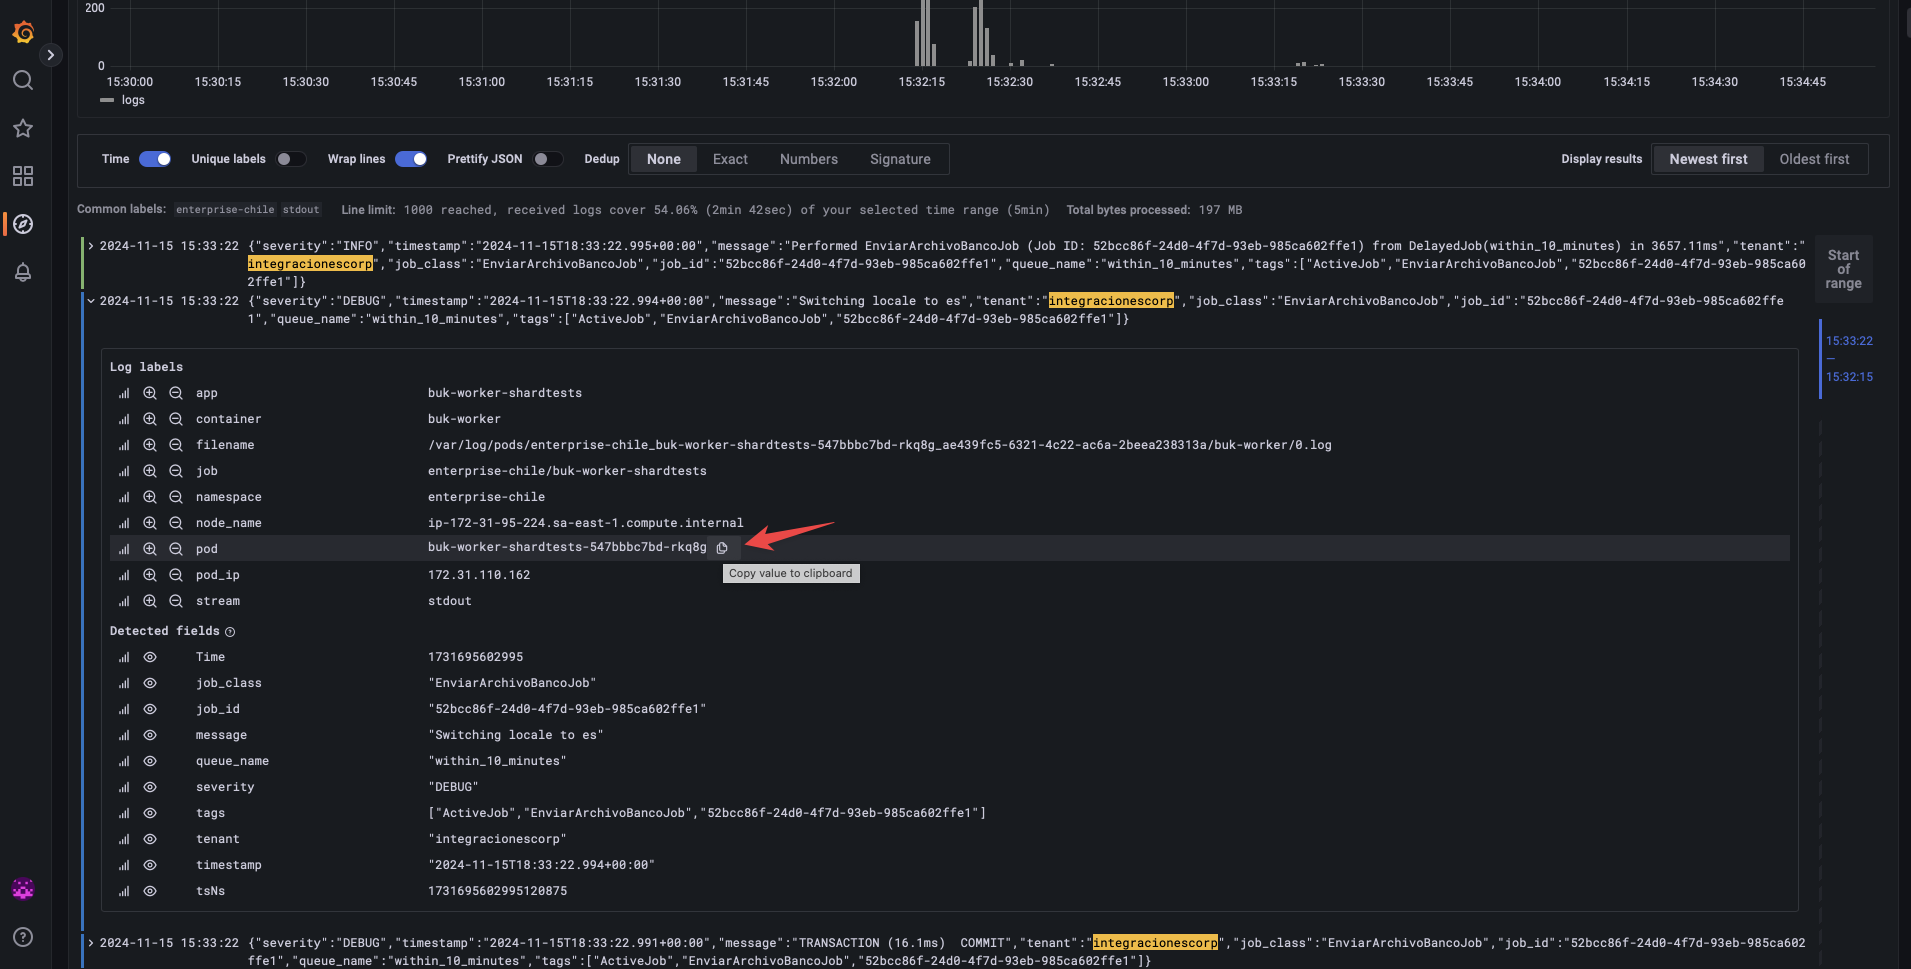 200
0
15:30:00 15:30:15 15:30:30 15:30:45 15:31:00 15:31:15 15:31:30 15:31:45 15:32:00 15:32:15 15:32:30 15:32:45 15:33:00 15:33:15 15:33:30 15:33:45 15:34:00 15:34:15 15:34:30 15:34:45
logs
Time Unique labels Wrap lines Prettify JSON Dedup None Exact Numbers Signature Display results Newest first Oldest first
Common labels: enterprise-chile stdout Line limit: 1000 reached, received logs cover 54.06% (2min 42sec) of your selected time range (5min) Total bytes processed: 197 MB
2024-11-15 15:33:22 {"severity":"INFO","timestamp":"2024-11-15T18:33:22.995+00:00","message":"Performed EnviarArchivoBancoJob (Job ID: 52bcc86f-24d0-4f7d-93eb-985ca602ffe1) from DelayedJob(within_10_minutes) in 3657.11ms","tenant":"
integracionescorp","job_class":"EnviarArchivoBancoJob","job_id":"52bcc86f-24d0-4f7d-93eb-985ca602ffe1","queue_name":"within_10_minutes","tags":["ActiveJob","EnviarArchivoBancoJob","52bcc86f-24d0-4f7d-93eb-985ca60
2ffe1"]}
Start
of
range
2024-11-15 15:33:22 {"severity":"DEBUG","timestamp":"2024-11-15T18:33:22.994+00:00","message":"Switching locale to es","tenant":"integracionescorp","job_class":"EnviarArchivoBancoJob","job_id":"52bcc86f-24d0-4f7d-93eb-985ca602ffe
1","queue_name":"within_10_minutes","tags":["ActiveJob","EnviarArchivoBancoJob","52bcc86f-24d0-4f7d-93eb-985ca602ffe1"]}
15:33:22
—
15:32:15
Log labels
app buk-worker-shardtests
container buk-worker
filename /var/log/pods/enterprise-chile_buk-worker-shardtests-547bbbc7bd-rkq8g_ae439fc5-6321-4c22-ac6a-2beea238313a/buk-worker/0.log
job enterprise-chile/buk-worker-shardtests
namespace enterprise-chile
node_name ip-172-31-95-224.sa-east-1.compute.internal
pod buk-worker-shardtests-547bbbc7bd-rkq8g
Copy value to clipboard
pod_ip 172.31.110.162
stream stdout
Detected fields
Time 1731695602995
job_class "EnviarArchivoBancoJob"
job_id "52bcc86f-24d0-4f7d-93eb-985ca602ffe1"
message "Switching locale to es"
queue_name "within_10_minutes"
severity "DEBUG"
tags ["ActiveJob","EnviarArchivoBancoJob","52bcc86f-24d0-4f7d-93eb-985ca602ffe1"]
tenant "integracionescorp"
timestamp "2024-11-15T18:33:22.994+00:00"
tsNs 1731695602995120875
2024-11-15 15:33:22 {"severity":"DEBUG","timestamp":"2024-11-15T18:33:22.991+00:00","message":"TRANSACTION (16.1ms)  COMMIT","tenant":"integracionescorp","job_class":"EnviarArchivoBancoJob","job_id":"52bcc86f-24d0-4f7d-93eb-985ca602
ffe1","queue_name":"within_10_minutes","tags":["ActiveJob","EnviarArchivoBancoJob","52bcc86f-24d0-4f7d-93eb-985ca602ffe1"]}